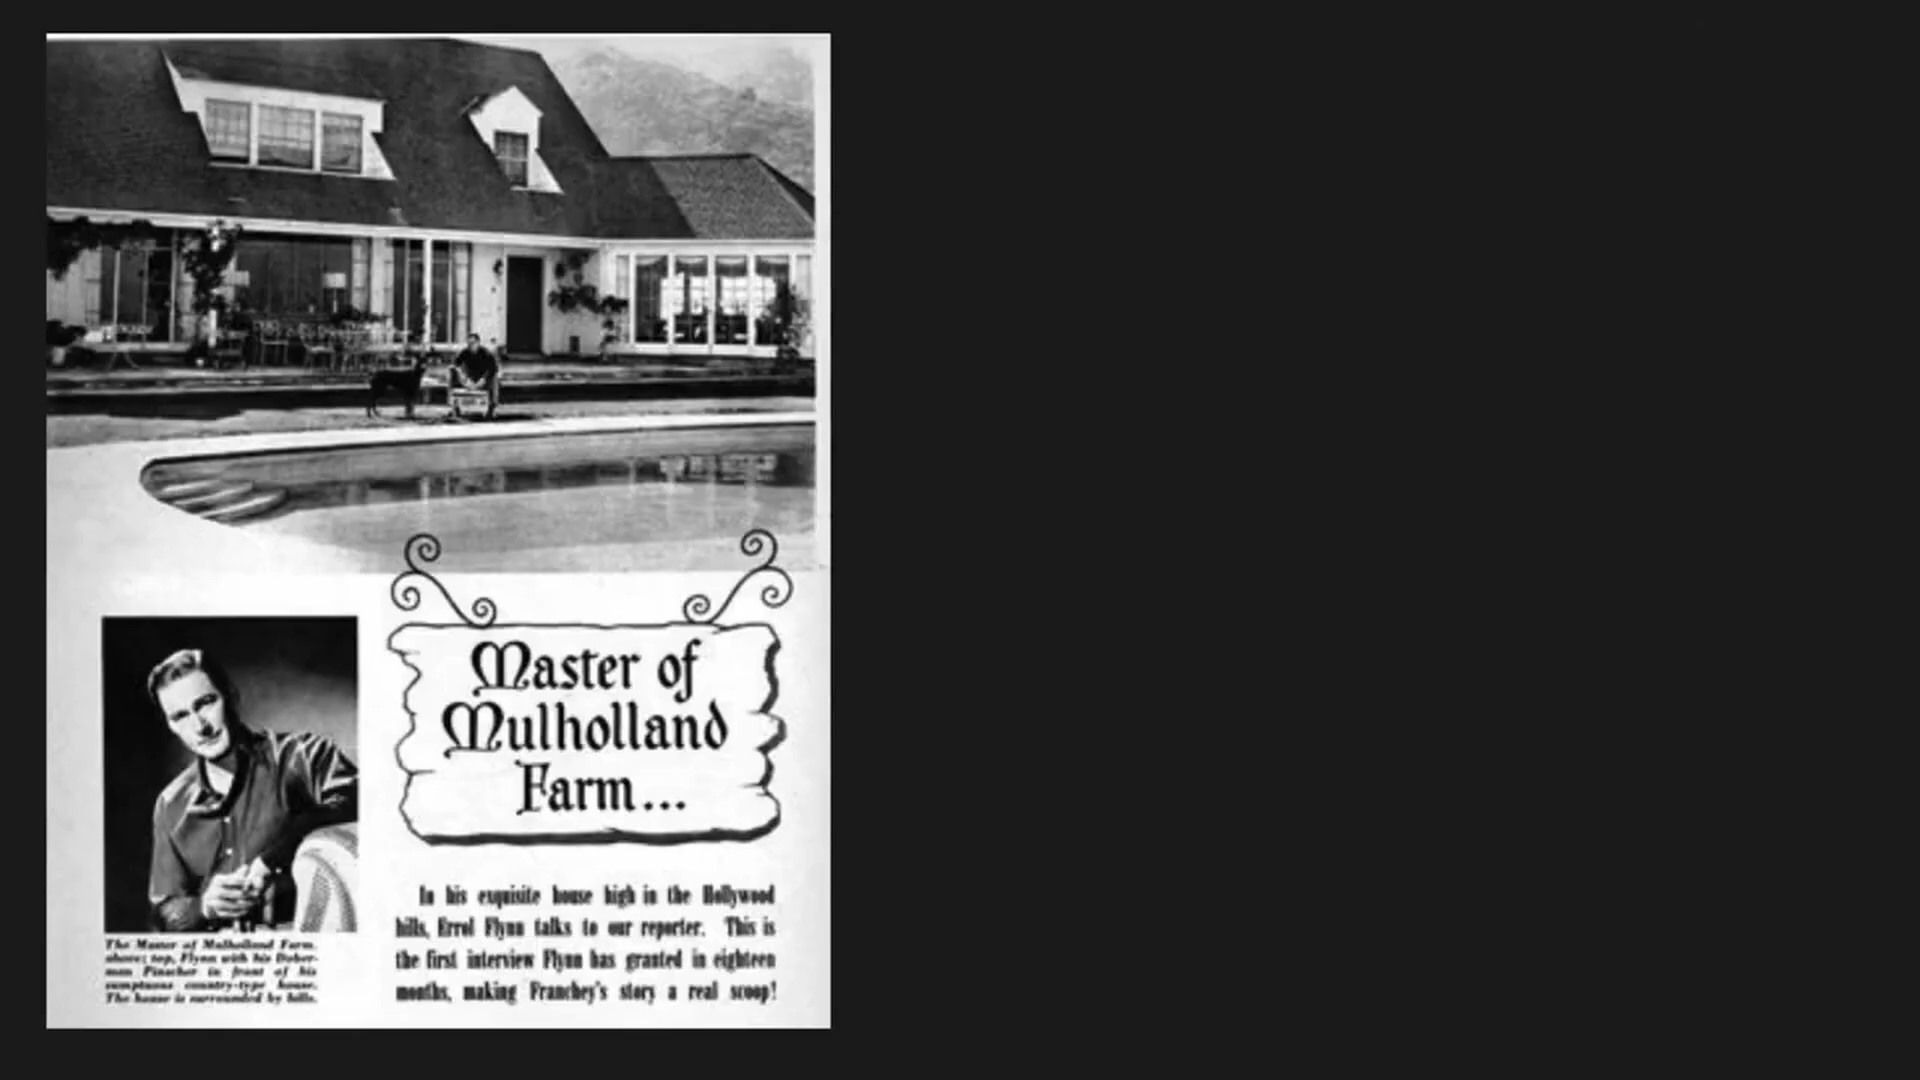 Master of
Mulholland
Farm...
In his exquisite house high in the Hollywood
hills, Errol Flynn talks to our reporter. This is
the first interview Flynn has granted in eighteen
months, making Franchey's story a real scoop!
The Master of Mulholland Farm,
above; top, Flynn with his Dober-
man Pinscher in front of his
sumptuous country-type house.
The house is surrounded by hills.